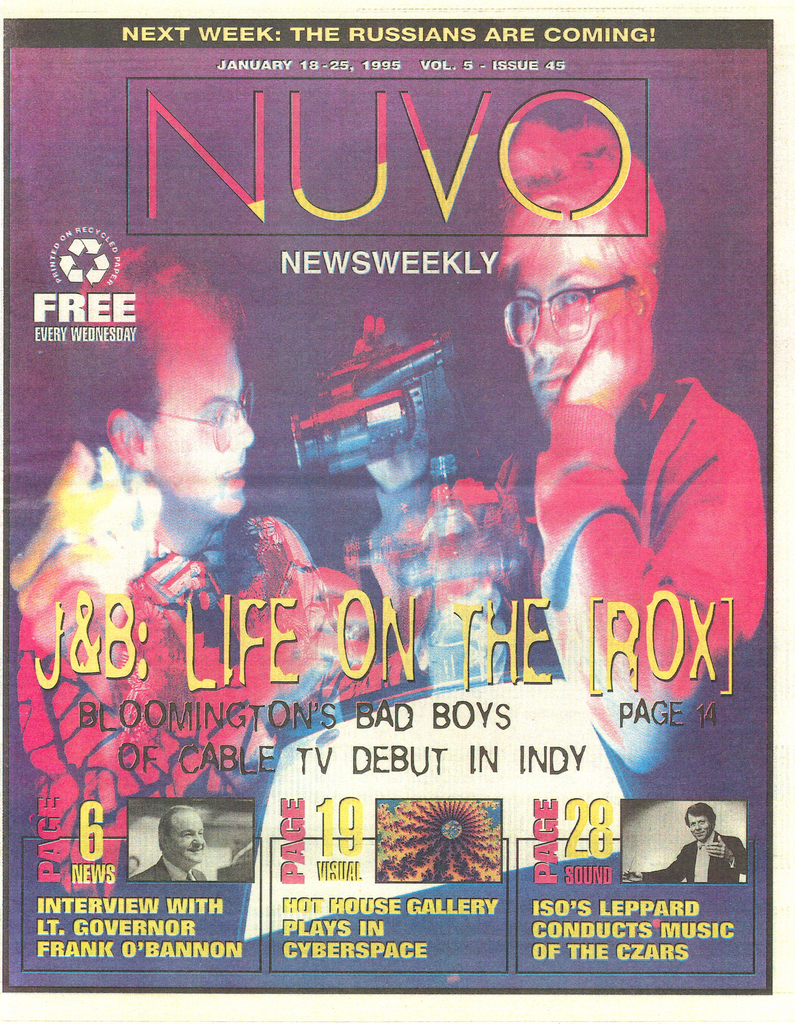 NEXT WEEK: THE RUSSIANS ARE COMING!
JANUARY 18-25, 1995 VOL. 5 - ISSUE 45
NUVO
NEWSWEEKLY
PRINTED ON RECYCLED PAPER
FREE
EVERY WEDNESDAY
J&B: LIFE ON THE [ROX]
BLOOMINGTON'S BAD BOYS
OF CABLE TV DEBUT IN INDY
PAGE 14
PAGE 6
NEWS
INTERVIEW WITH
LT. GOVERNOR
FRANK O'BANNON
PAGE 19
VISUAL
HOT HOUSE GALLERY
PLAYS IN
CYBERSPACE
PAGE 28
SOUND
ISO'S LEPPARD
CONDUCTS MUSIC
OF THE CZARS